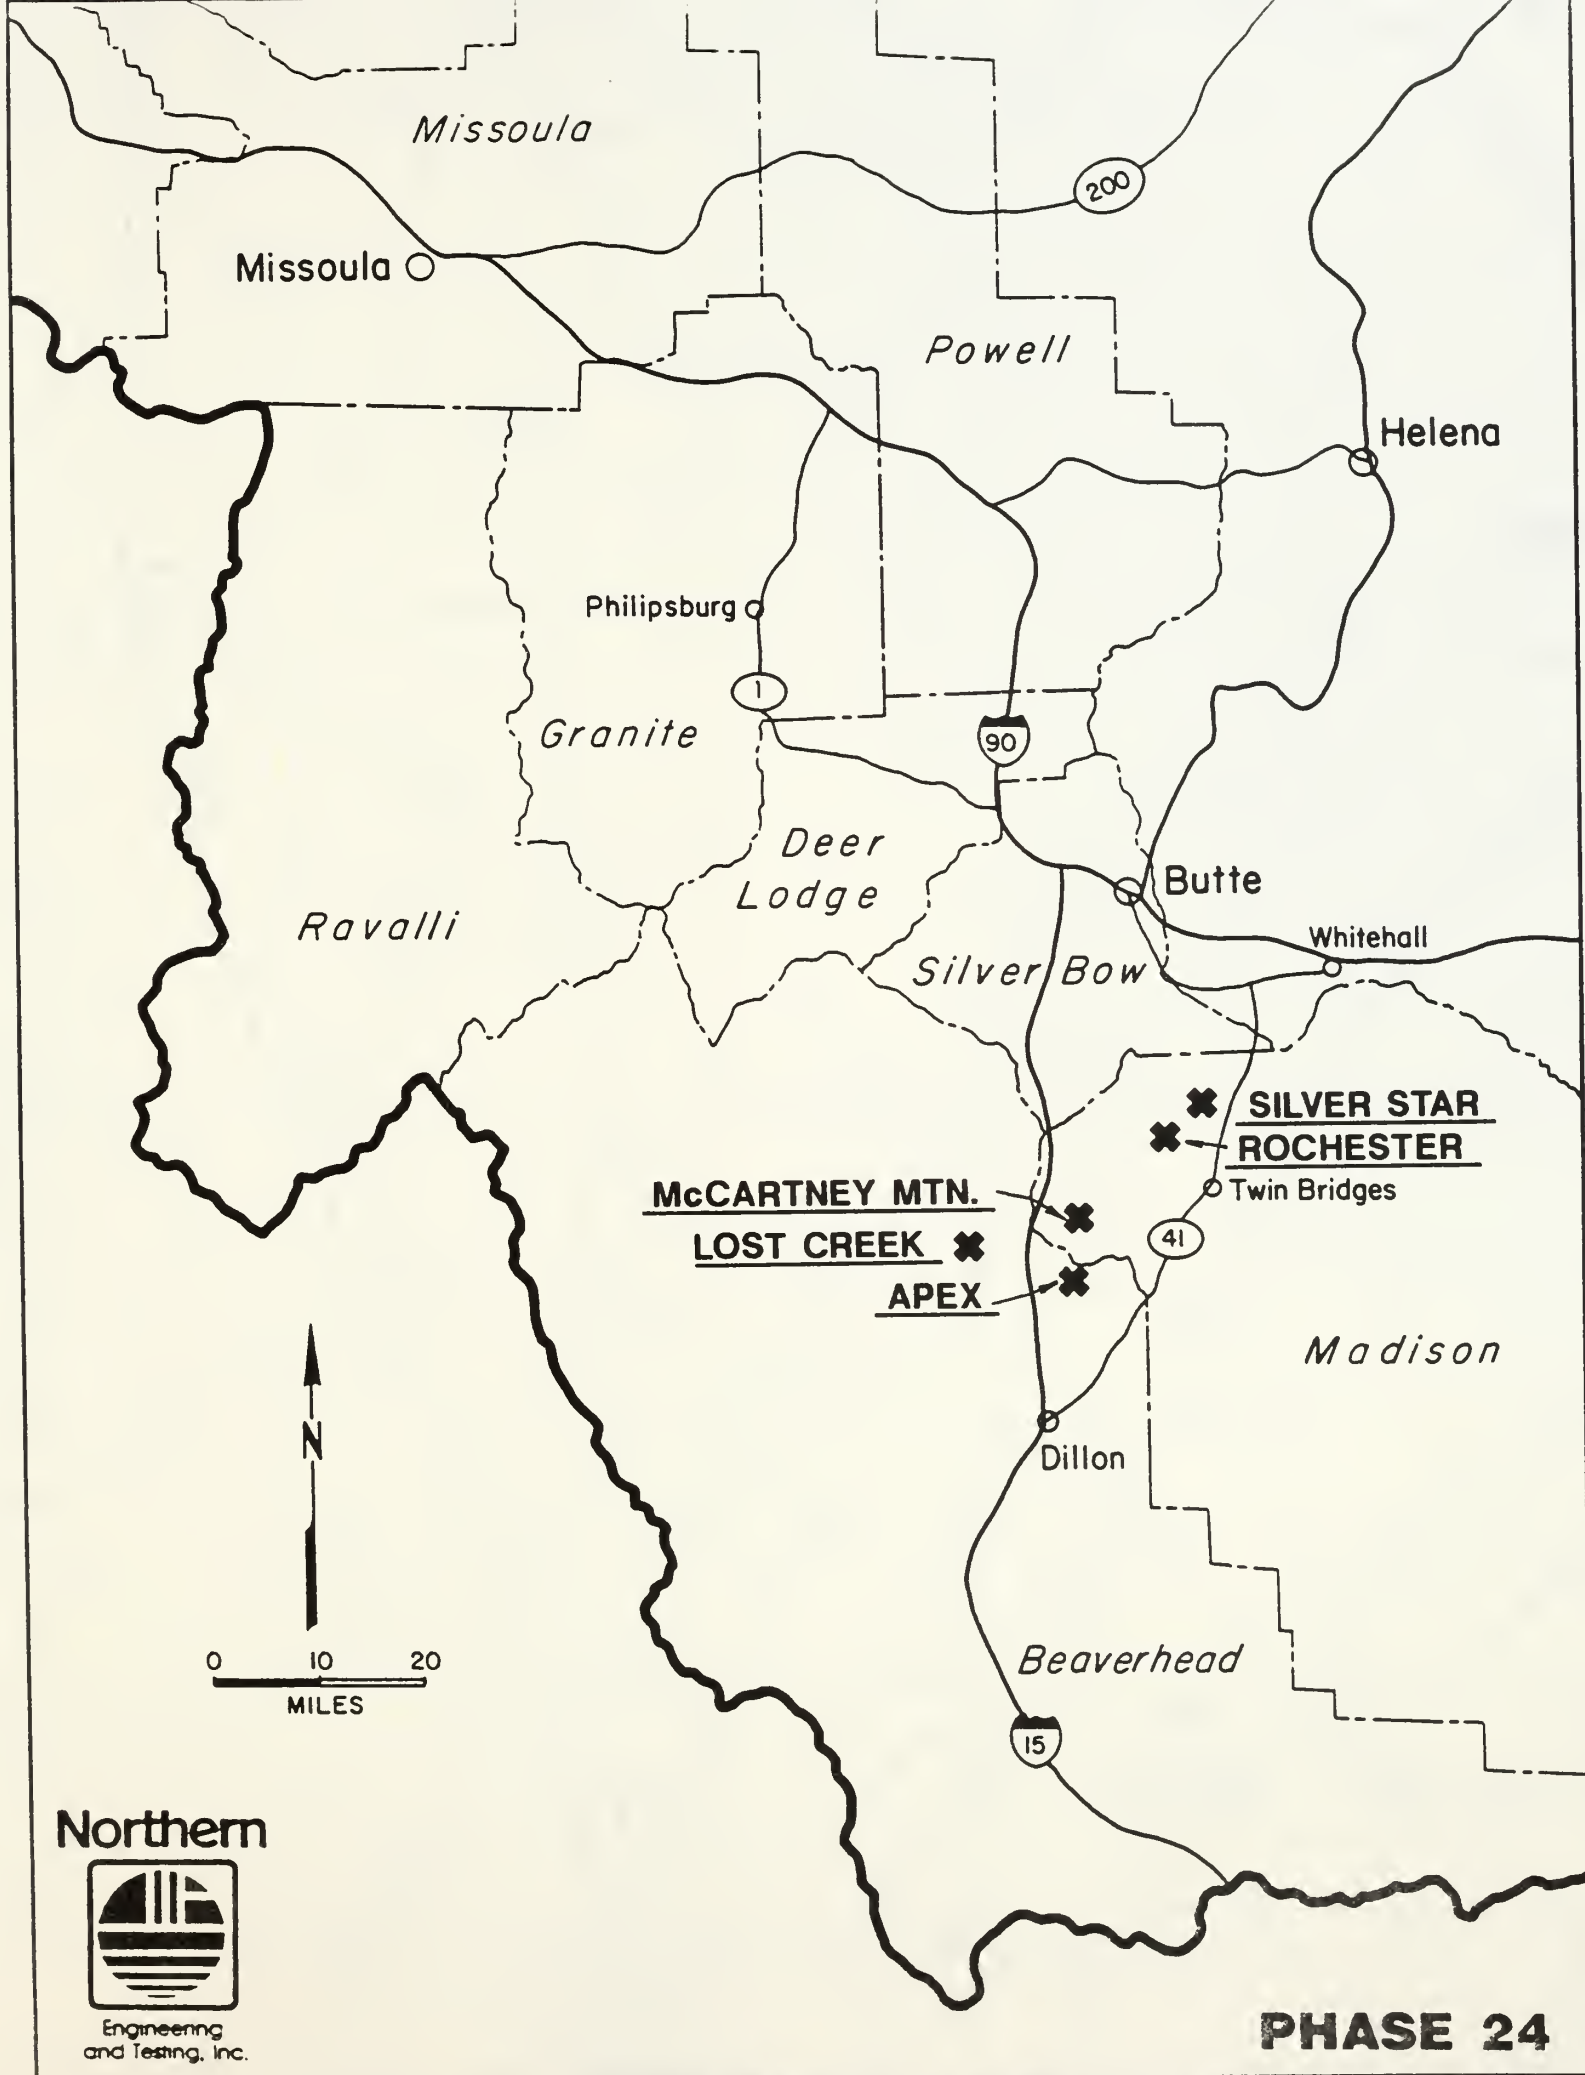 Missoula
200
Missoula
Powell
Helena
Philipsburg
1
Granite
90
Deer
Lodge
Butte
Ravalli
Whitehall
Silver Bow
SILVER STAR
ROCHESTER
McCARTNEY MTN.
Twin Bridges
LOST CREEK
41
APEX
Madison
N
Dillon
0 10 20
MILES
Beaverhead
15
Northern
Engineering
and Testing, Inc.
PHASE 24